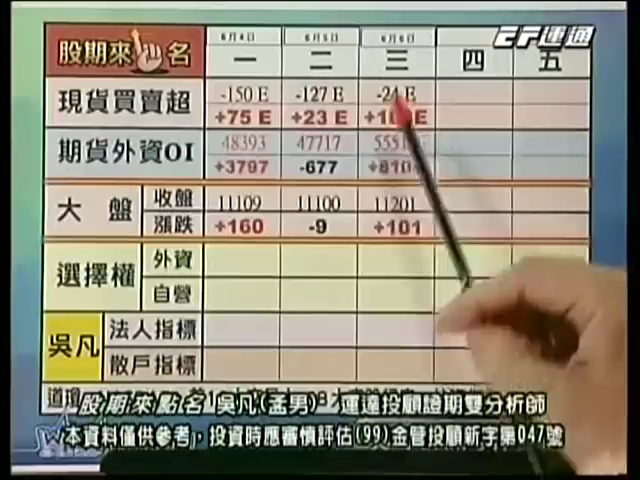 股期來 名 6月4日 6月5日 6月6日 EF運通
一 二 三 四 五
現貨買賣超 -150 E -127 E -24 E
+75 E +23 E
期貨外資OI 48393 47717
+3797 -677
大 盤 收盤 11109 11100 11201
漲跌 +160 -9 +101
選擇權 外資
自營
吳凡 法人指標
散戶指標
股期來點名 吳凡(孟男) 運達投顧證期雙分析師
本資料僅供參考，投資時應審慎評估(99)金管投顧新字第047號